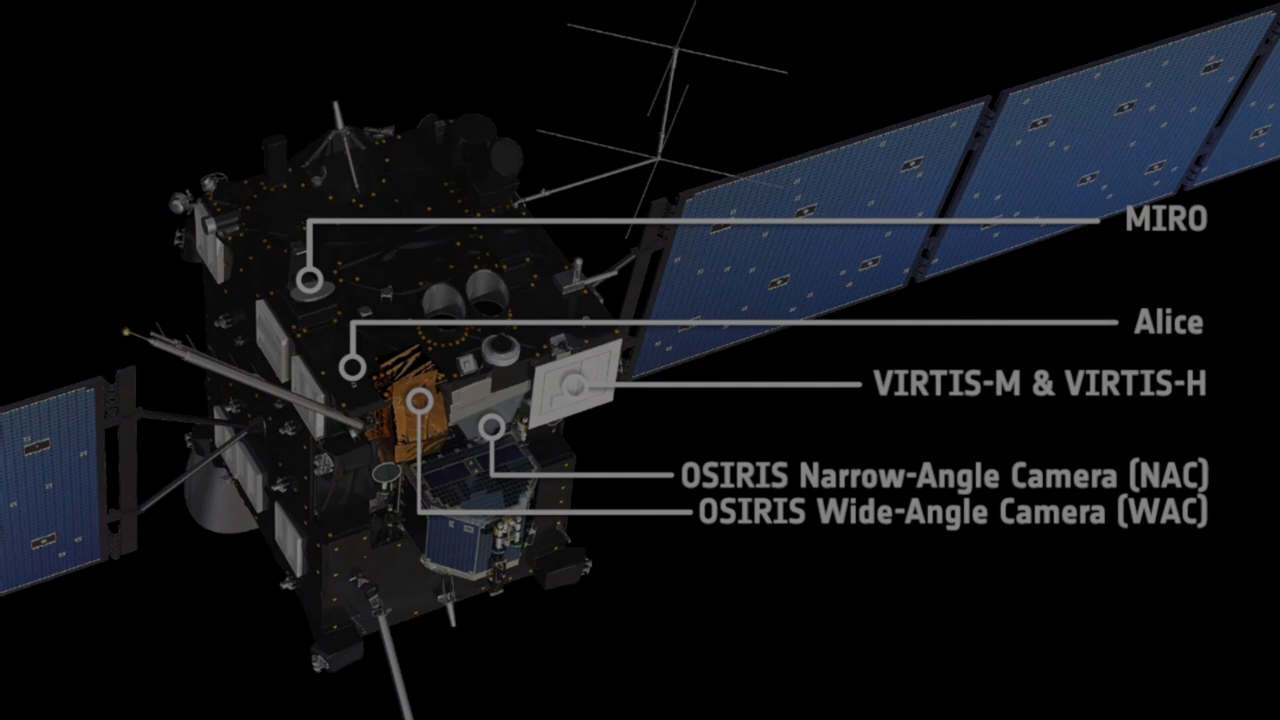 MIRO
Alice
VIRTIS-M & VIRTIS-H
OSIRIS Narrow-Angle Camera (NAC)
OSIRIS Wide-Angle Camera (WAC)